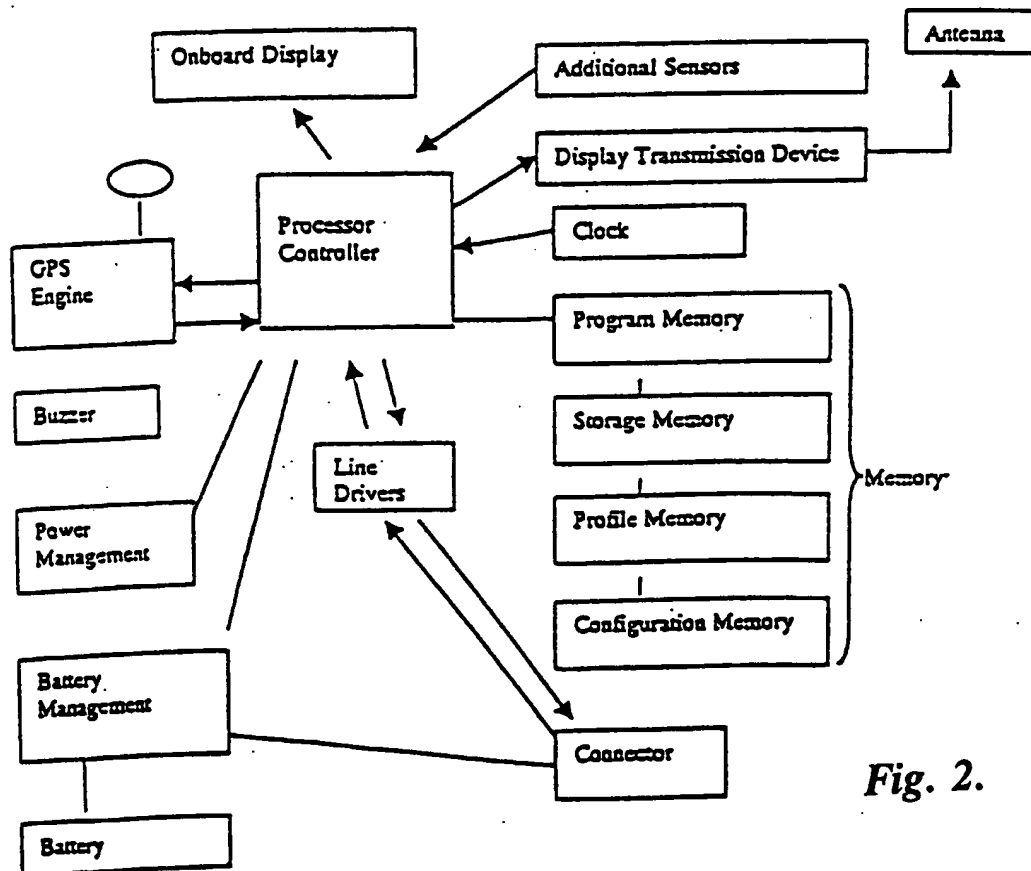 Onboard Display
Additional Sensors
Antenna
Display Transmission Device
Processor
Controller
Clock
GPS
Engine
Program Memory
Buzzer
Storage Memory
Line
Drivers
Memory
Profile Memory
Power
Management
Configuration Memory
Battery
Management
Connector
Fig. 2.
Battery